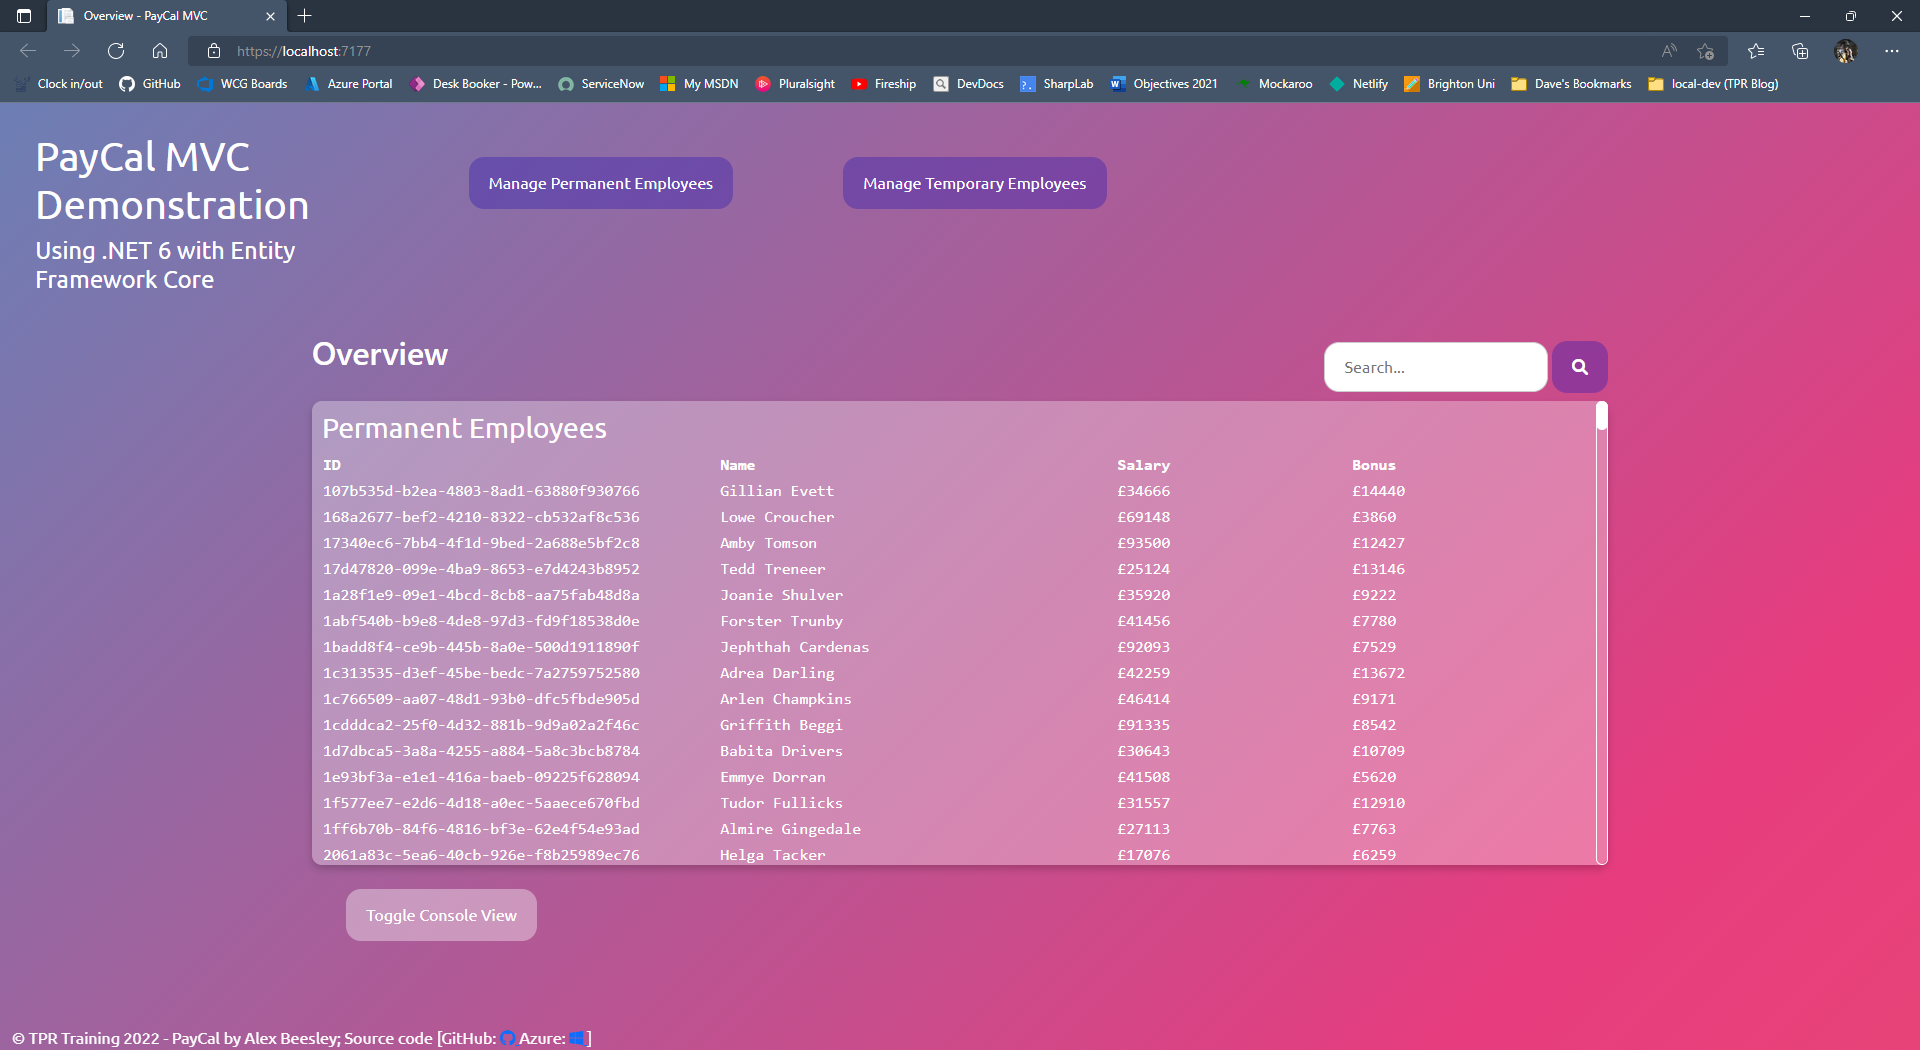 Overview - PayCal MVC
https://localhost:7177
Clock in/out GitHub WCG Boards Azure Portal Desk Booker - Pow... ServiceNow My MSDN Pluralsight Fireship DevDocs SharpLab Objectives 2021 Mockaroo Netlify Brighton Uni Dave's Bookmarks local-dev (TPR Blog)
PayCal MVC
Demonstration
Using .NET 6 with Entity
Framework Core
Manage Permanent Employees
Manage Temporary Employees
Overview
Search...
Permanent Employees
ID Name Salary Bonus
107b535d-b2ea-4803-8ad1-63880f930766 Gillian Evett £34666 £14440
168a2677-bef2-4210-8322-cb532af8c536 Lowe Croucher £69148 £3860
17340ec6-7bb4-4f1d-9bed-2a688e5bf2c8 Amby Tomson £93500 £12427
17d47820-099e-4ba9-8653-e7d4243b8952 Tedd Treneer £25124 £13146
1a28f1e9-09e1-4bcd-8cb8-aa75fab48d8a Joanie Shulver £35920 £9222
1abf540b-b9e8-4de8-97d3-fd9f18538d0e Forster Trunby £41456 £7780
1badd8f4-ce9b-445b-8a0e-500d1911890f Jephthah Cardenas £92093 £7529
1c313535-d3ef-45be-bedc-7a2759752580 Adrea Darling £42259 £13672
1c766509-aa07-48d1-93b0-dfc5fbde905d Arlen Champkins £46414 £9171
1cdddca2-25f0-4d32-881b-9d9a02a2f46c Griffith Beggi £91335 £8542
1d7dbca5-3a8a-4255-a884-5a8c3bcb8784 Babita Drivers £30643 £10709
1e93bf3a-e1e1-416a-baeb-09225f628094 Emmye Dorran £41508 £5620
1f577ee7-e2d6-4d18-a0ec-5aaece670fbd Tudor Fullicks £31557 £12910
1ff6b70b-84f6-4816-bf3e-62e4f54e93ad Almire Gingedale £27113 £7763
2061a83c-5ea6-40cb-926e-f8b25989ec76 Helga Tacker £17076 £6259
Toggle Console View
© TPR Training 2022 - PayCal by Alex Beesley; Source code [GitHub: Azure: ]